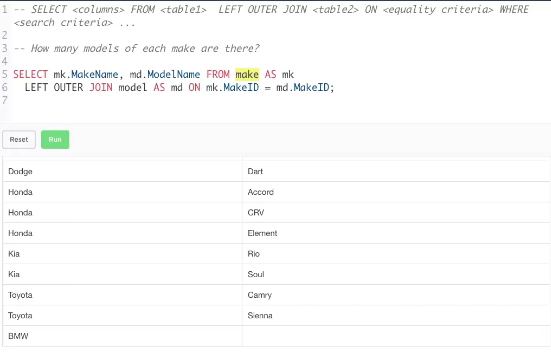 1 -- SELECT <columns> FROM <table1>  LEFT OUTER JOIN <table2> ON <equality criteria> WHERE
<search criteria> ...
2
3 -- How many models of each make are there?
4
5 SELECT mk.MakeName, md.ModelName FROM make AS mk
6   LEFT OUTER JOIN model AS md ON mk.MakeID = md.MakeID;
7
Reset Run
Dodge Dart
Honda Accord
Honda CRV
Honda Element
Kia Rio
Kia Soul
Toyota Camry
Toyota Sienna
BMW